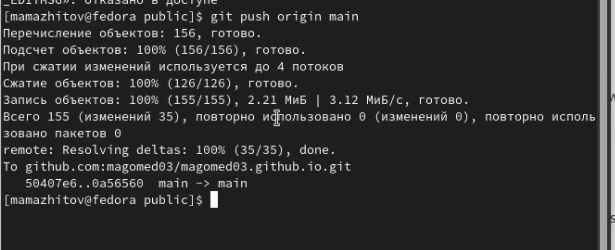 _EDITMSG»: Отказано в доступе
[mamazhitov@fedora public]$ git push origin main
Перечисление объектов: 156, готово.
Подсчет объектов: 100% (156/156), готово.
При сжатии изменений используется до 4 потоков
Сжатие объектов: 100% (126/126), готово.
Запись объектов: 100% (155/155), 2.21 МиБ | 3.12 МиБ/с, готово.
Всего 155 (изменений 35), повторно использовано 0 (изменений 0), повторно исполь
зовано пакетов 0
remote: Resolving deltas: 100% (35/35), done.
To github.com:magomed03/magomed03.github.io.git
50407e6..0a56560  main -> main
[mamazhitov@fedora public]$